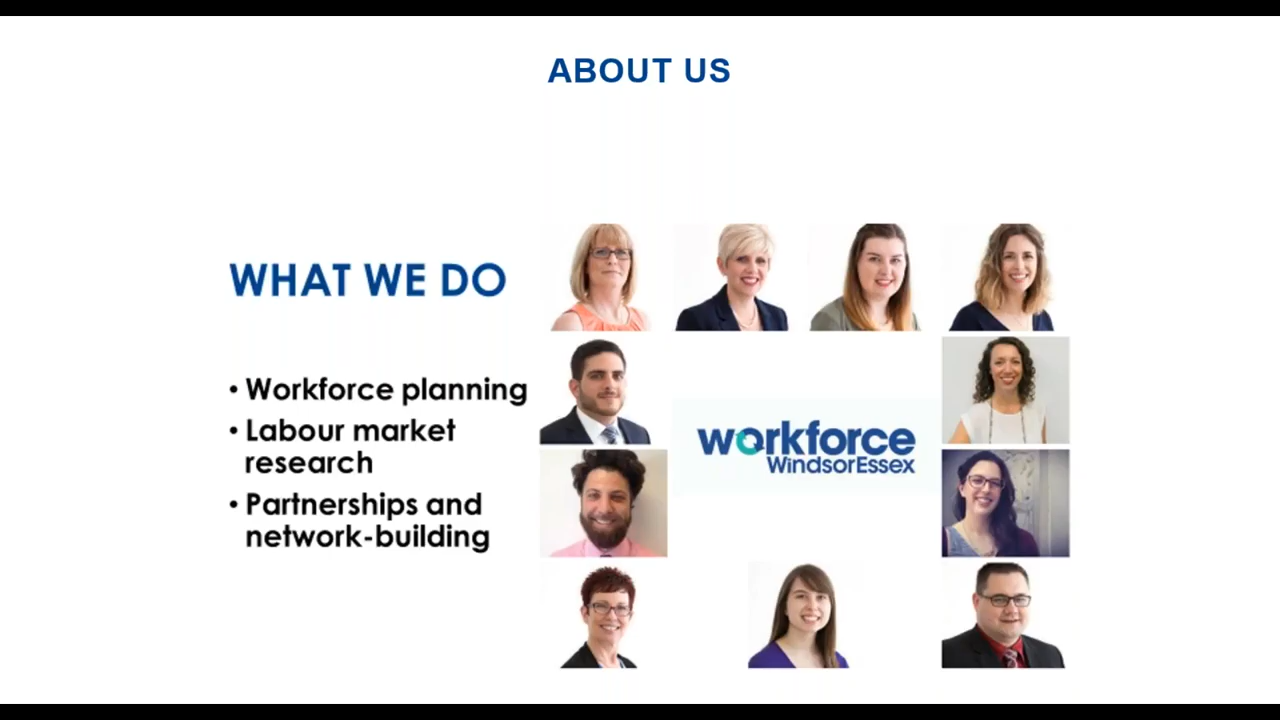 ABOUT US
WHAT WE DO
• Workforce planning
• Labour market
research
• Partnerships and
network-building
workforce
WindsorEssex